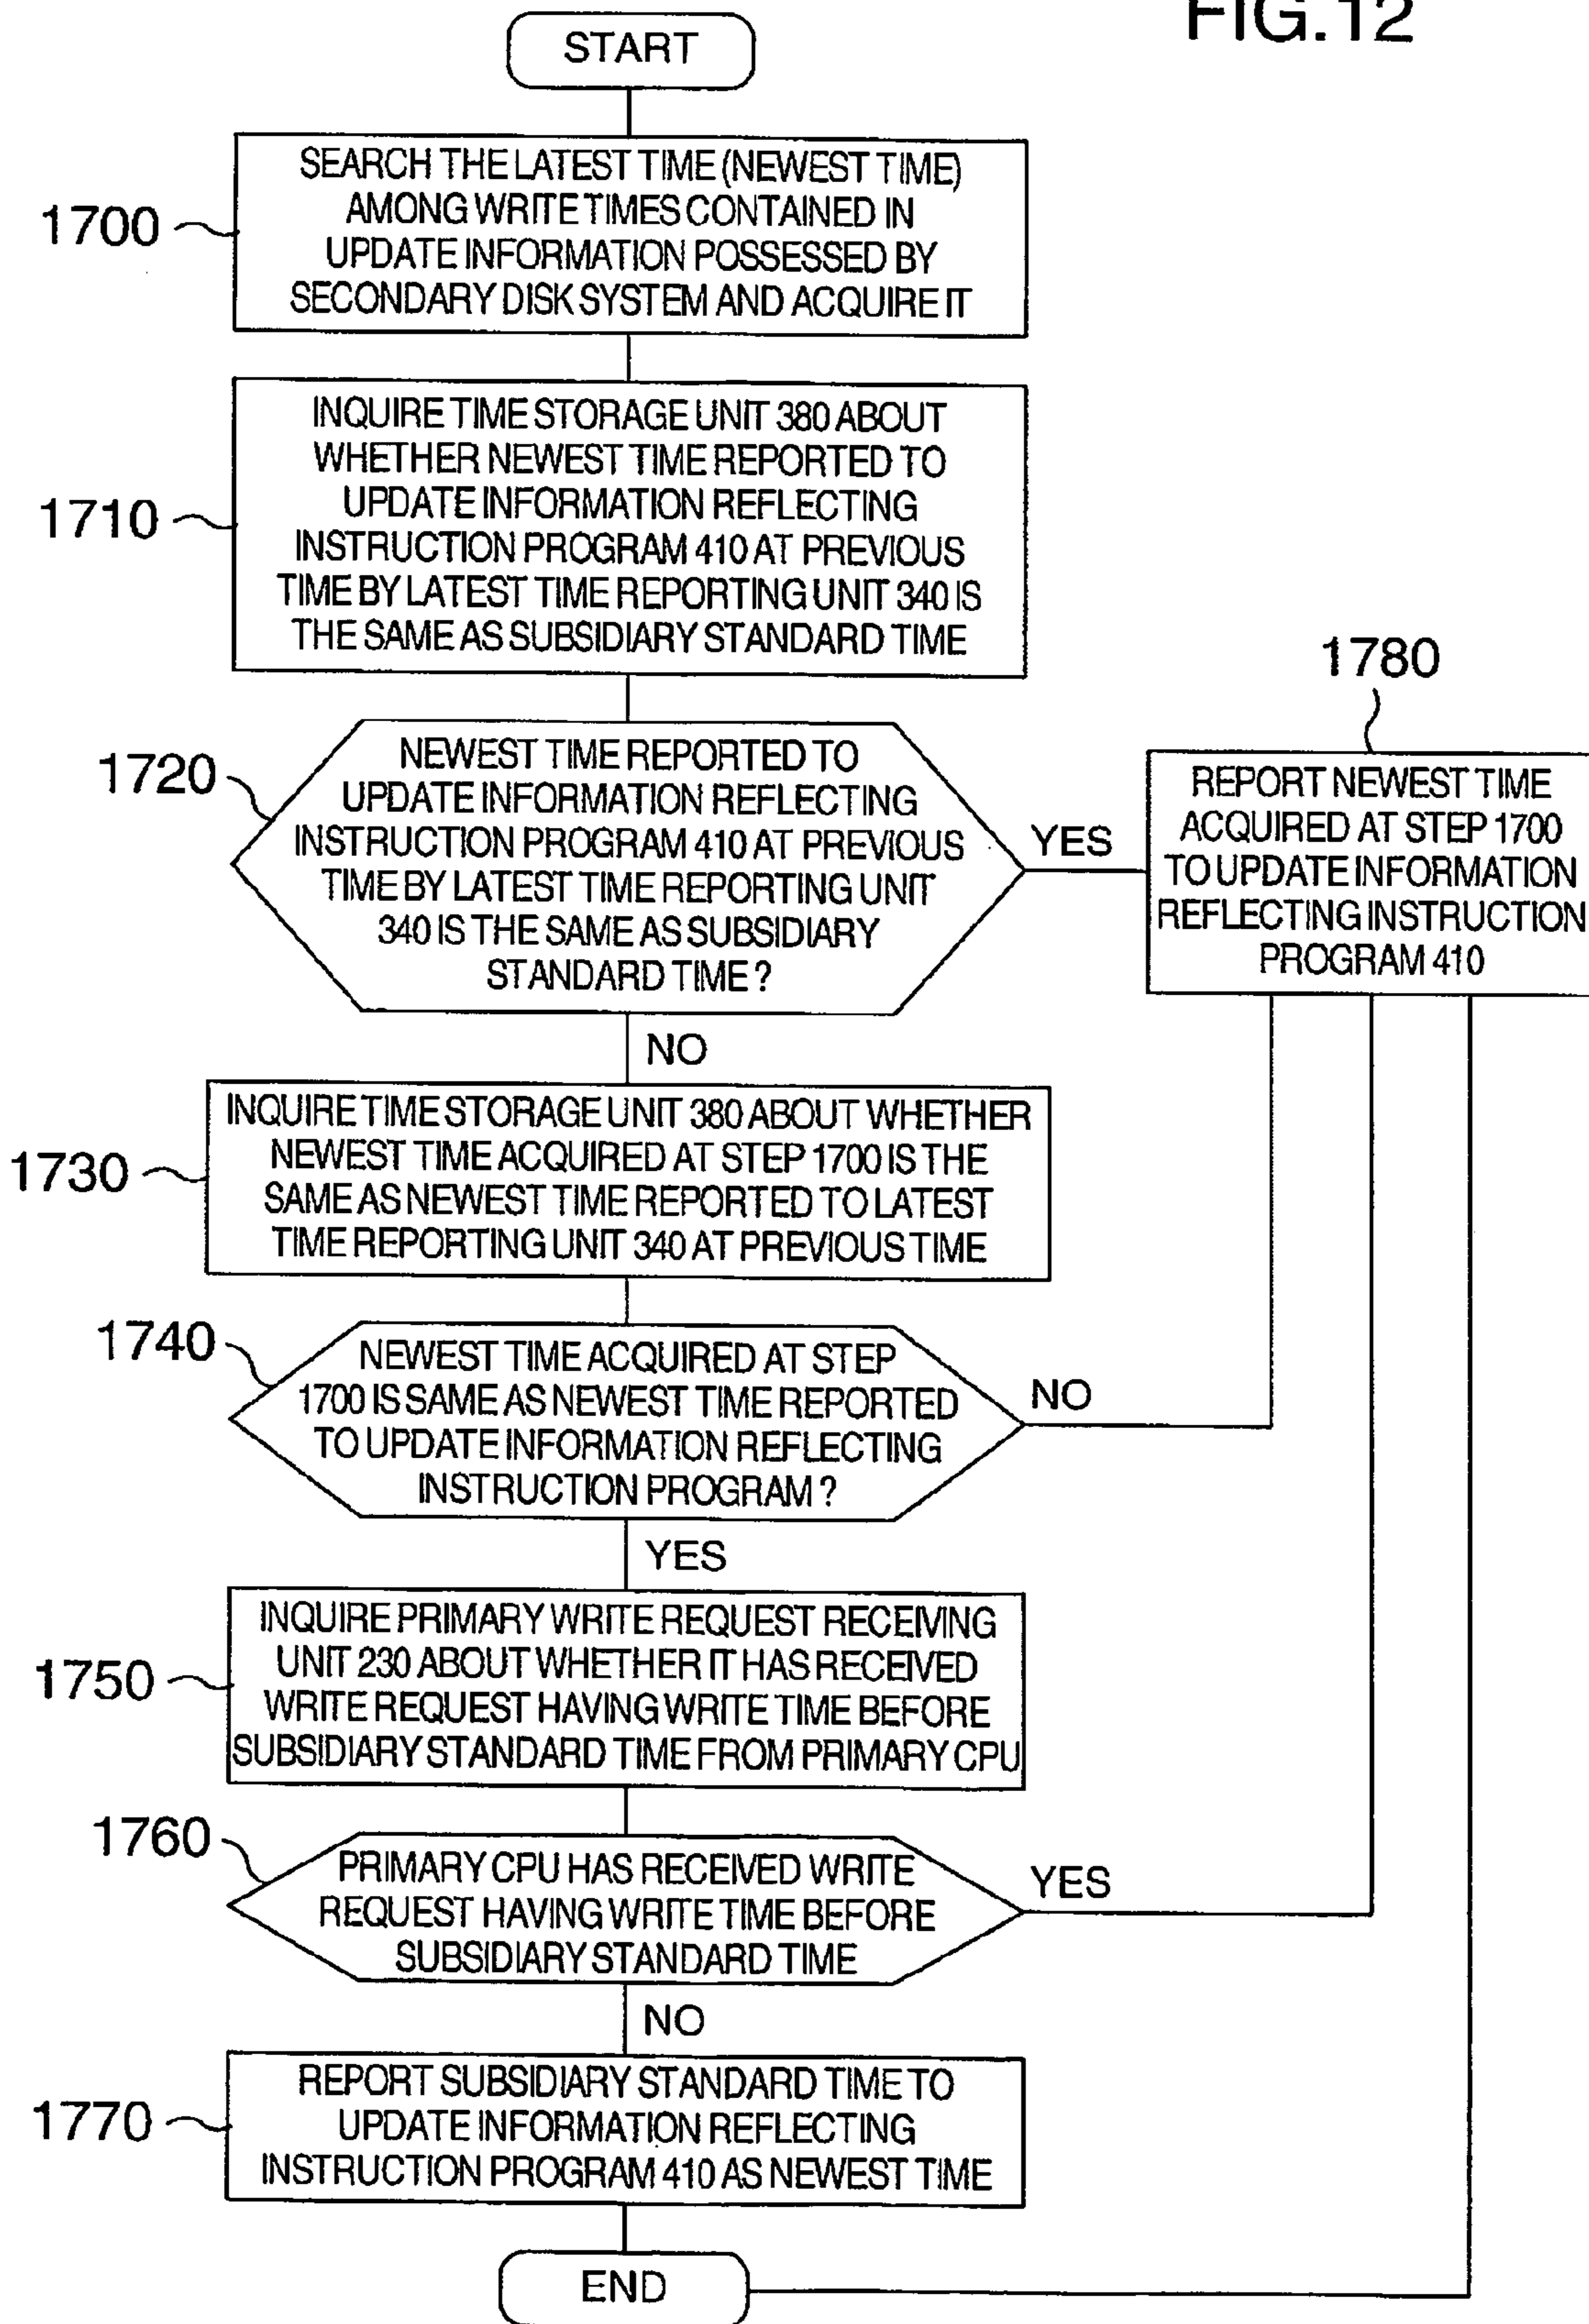 FIG.12
START
1700
SEARCH THE LATEST TIME (NEWEST TIME)
AMONG WRITE TIMES CONTAINED IN
UPDATE INFORMATION POSSESSED BY
SECONDARY DISK SYSTEM AND ACQUIRE IT
1710
INQUIRE TIME STORAGE UNIT 380 ABOUT
WHETHER NEWEST TIME REPORTED TO
UPDATE INFORMATION REFLECTING
INSTRUCTION PROGRAM 410 AT PREVIOUS
TIME BY LATEST TIME REPORTING UNIT 340 IS
THE SAME AS SUBSIDIARY STANDARD TIME
1720
NEWEST TIME REPORTED TO
UPDATE INFORMATION REFLECTING
INSTRUCTION PROGRAM 410 AT PREVIOUS
TIME BY LATEST TIME REPORTING UNIT
340 IS THE SAME AS SUBSIDIARY
STANDARD TIME ?
YES
1780
REPORT NEWEST TIME
ACQUIRED AT STEP 1700
TO UPDATE INFORMATION
REFLECTING INSTRUCTION
PROGRAM 410
NO
1730
INQUIRE TIME STORAGE UNIT 380 ABOUT WHETHER
NEWEST TIME ACQUIRED AT STEP 1700 IS THE
SAME AS NEWEST TIME REPORTED TO LATEST
TIME REPORTING UNIT 340 AT PREVIOUS TIME
1740
NEWEST TIME ACQUIRED AT STEP
1700 IS SAME AS NEWEST TIME REPORTED
TO UPDATE INFORMATION REFLECTING
INSTRUCTION PROGRAM ?
NO
YES
1750
INQUIRE PRIMARY WRITE REQUEST RECEIVING
UNIT 230 ABOUT WHETHER IT HAS RECEIVED
WRITE REQUEST HAVING WRITE TIME BEFORE
SUBSIDIARY STANDARD TIME FROM PRIMARY CPU
1760
PRIMARY CPU HAS RECEIVED WRITE
REQUEST HAVING WRITE TIME BEFORE
SUBSIDIARY STANDARD TIME
YES
NO
1770
REPORT SUBSIDIARY STANDARD TIME TO
UPDATE INFORMATION REFLECTING
INSTRUCTION PROGRAM 410 AS NEWEST TIME
END